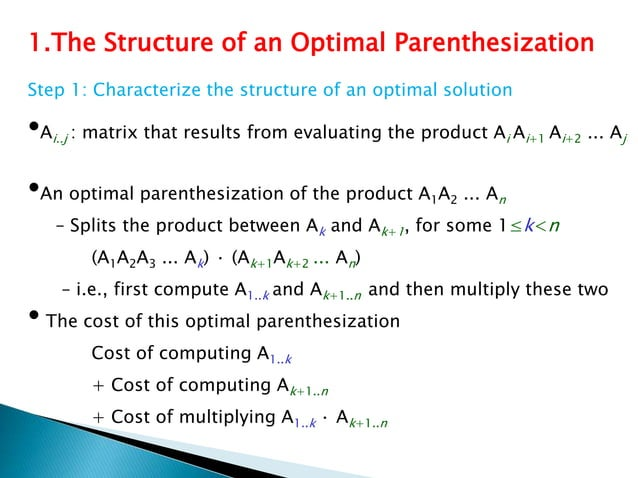 1.The Structure of an Optimal Parenthesization
Step 1: Characterize the structure of an optimal solution
•Ai..j : matrix that results from evaluating the product Ai Ai+1 Ai+2 ... Aj
•An optimal parenthesization of the product A1A2 ... An
– Splits the product between Ak and Ak+1, for some 1≤k<n
(A1A2A3 ... Ak) · (Ak+1Ak+2 ... An)
– i.e., first compute A1..k and Ak+1..n and then multiply these two
• The cost of this optimal parenthesization
Cost of computing A1..k
+ Cost of computing Ak+1..n
+ Cost of multiplying A1..k · Ak+1..n